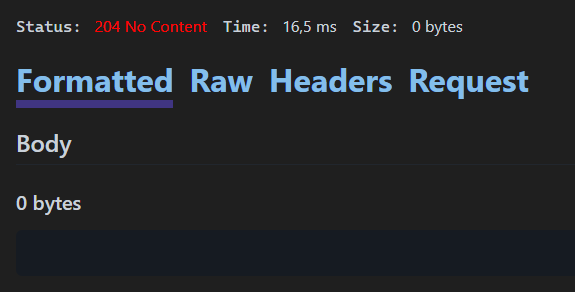 Status: 204 No Content Time: 16,5 ms Size: 0 bytes
Formatted Raw Headers Request
Body
0 bytes